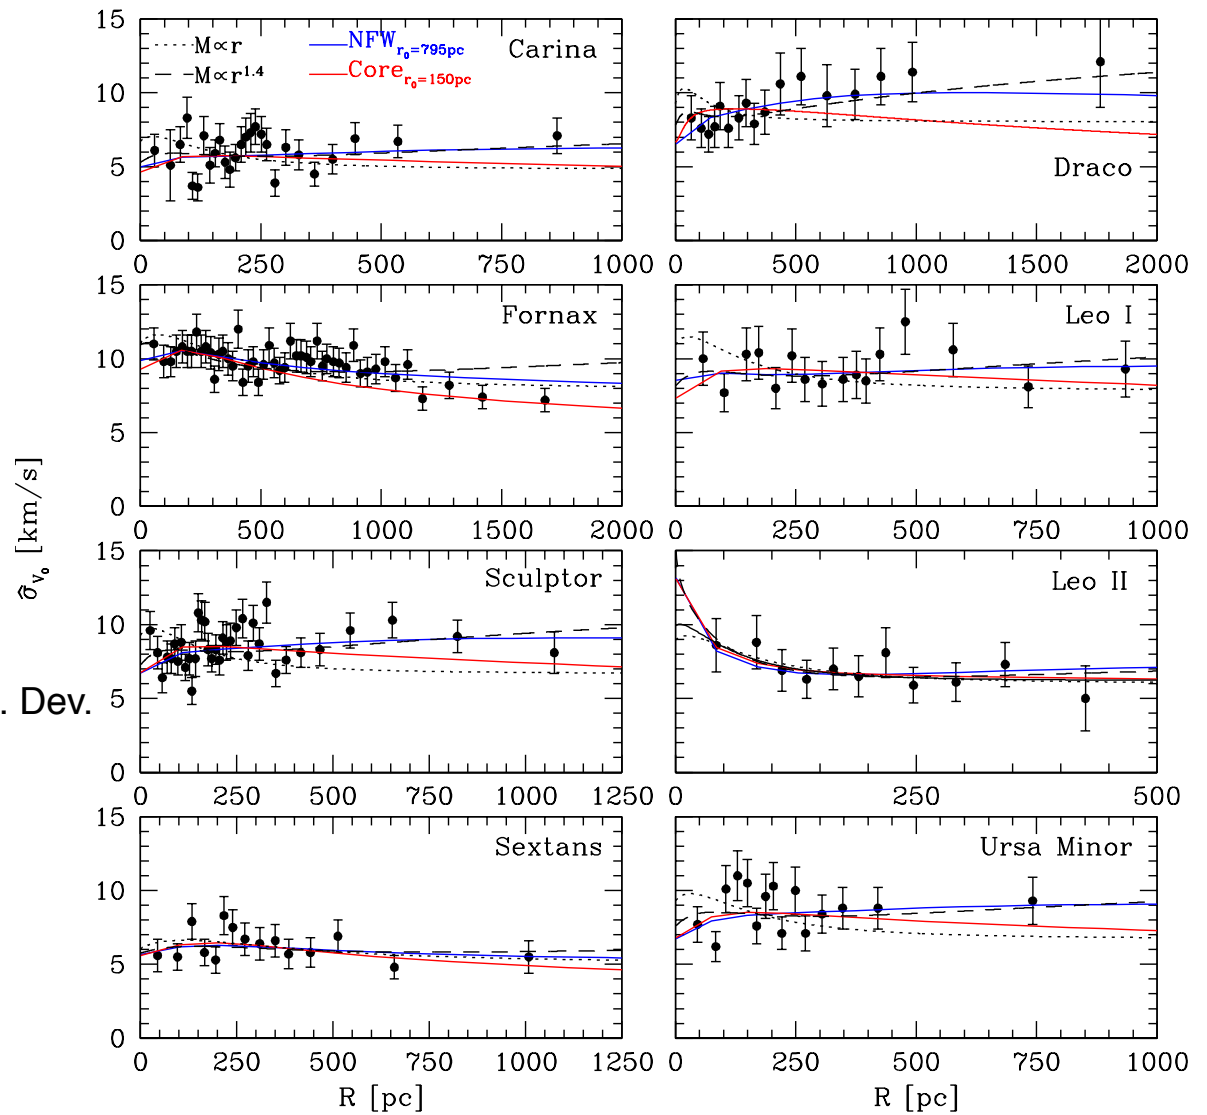 15
10
5
0
M∝r
M∝r^1.4
NFW_r₀=795pc
Core_r₀=150pc
Carina
0 250 500 750 1000
Draco
0 500 1000 1500 2000
15
10
5
0
Fornax
0 500 1000 1500 2000
Leo I
0 250 500 750 1000
σ̂_V₀ [km/s]
. Dev.
15
10
5
0
Sculptor
0 250 500 750 1000 1250
Leo II
0 250 500
15
10
5
0
Sextans
0 250 500 750 1000 1250
Ursa Minor
0 250 500 750 1000
R [pc]
R [pc]